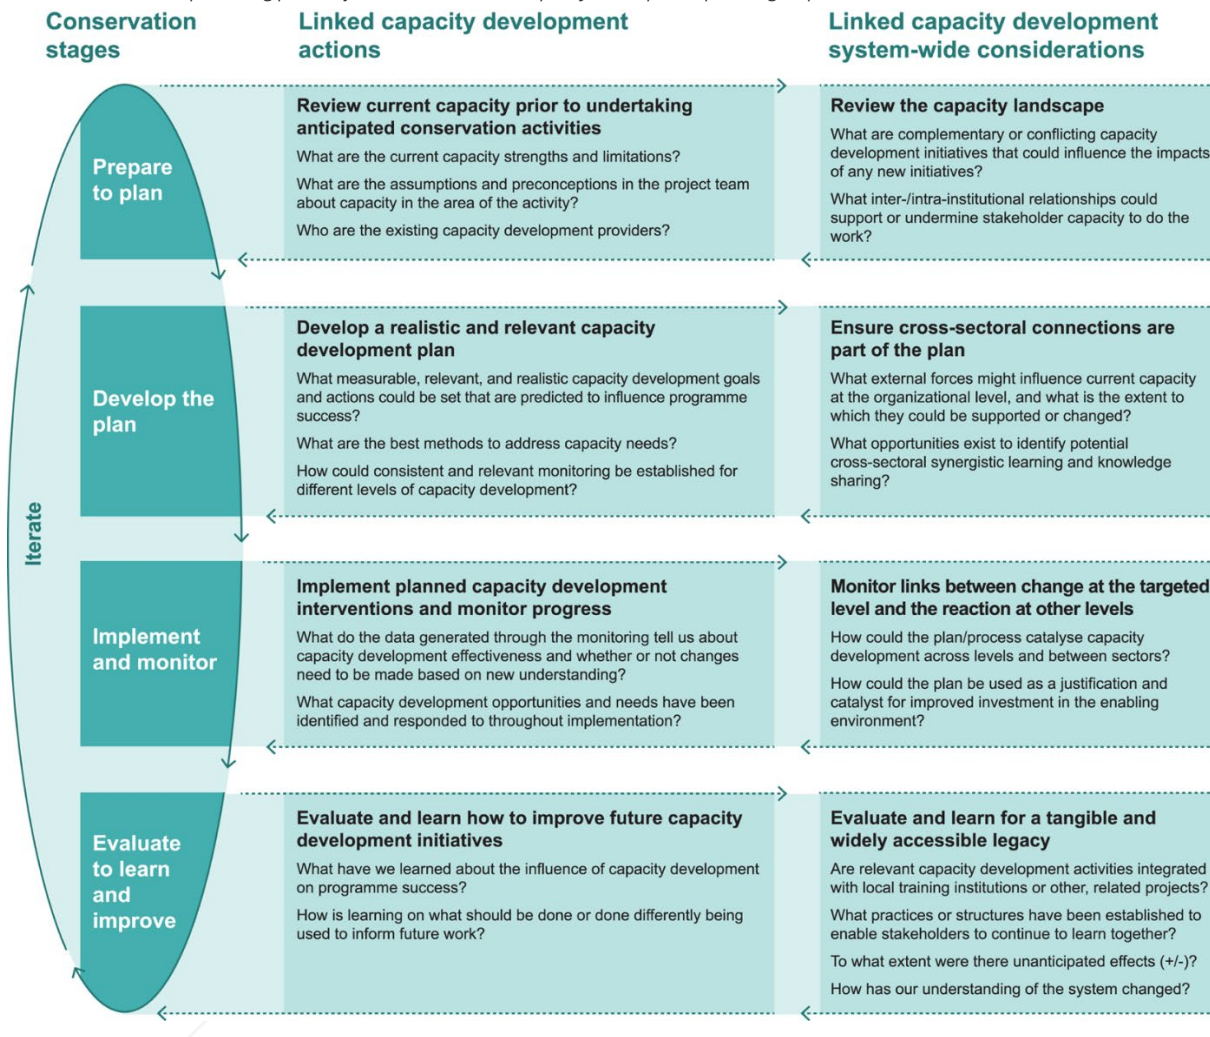 Conservation
stages
Linked capacity development
actions
Linked capacity development
system-wide considerations
Prepare
to plan
Review current capacity prior to undertaking
anticipated conservation activities
What are the current capacity strengths and limitations?
What are the assumptions and preconceptions in the project team
about capacity in the area of the activity?
Who are the existing capacity development providers?
Review the capacity landscape
What are complementary or conflicting capacity
development initiatives that could influence the impacts
of any new initiatives?
What inter-/intra-institutional relationships could
support or undermine stakeholder capacity to do the
work?
Develop the
plan
Develop a realistic and relevant capacity
development plan
What measurable, relevant, and realistic capacity development goals
and actions could be set that are predicted to influence programme
success?
What are the best methods to address capacity needs?
How could consistent and relevant monitoring be established for
different levels of capacity development?
Ensure cross-sectoral connections are
part of the plan
What external forces might influence current capacity
at the organizational level, and what is the extent to
which they could be supported or changed?
What opportunities exist to identify potential
cross-sectoral synergistic learning and knowledge
sharing?
Iterate
Implement
and monitor
Implement planned capacity development
interventions and monitor progress
What do the data generated through the monitoring tell us about
capacity development effectiveness and whether or not changes
need to be made based on new understanding?
What capacity development opportunities and needs have been
identified and responded to throughout implementation?
Monitor links between change at the targeted
level and the reaction at other levels
How could the plan/process catalyse capacity
development across levels and between sectors?
How could the plan be used as a justification and
catalyst for improved investment in the enabling
environment?
Evaluate
to learn
and
improve
Evaluate and learn how to improve future capacity
development initiatives
What have we learned about the influence of capacity development
on programme success?
How is learning on what should be done or done differently being
used to inform future work?
Evaluate and learn for a tangible and
widely accessible legacy
Are relevant capacity development activities integrated
with local training institutions or other, related projects?
What practices or structures have been established to
enable stakeholders to continue to learn together?
To what extent were there unanticipated effects (+/-)?
How has our understanding of the system changed?